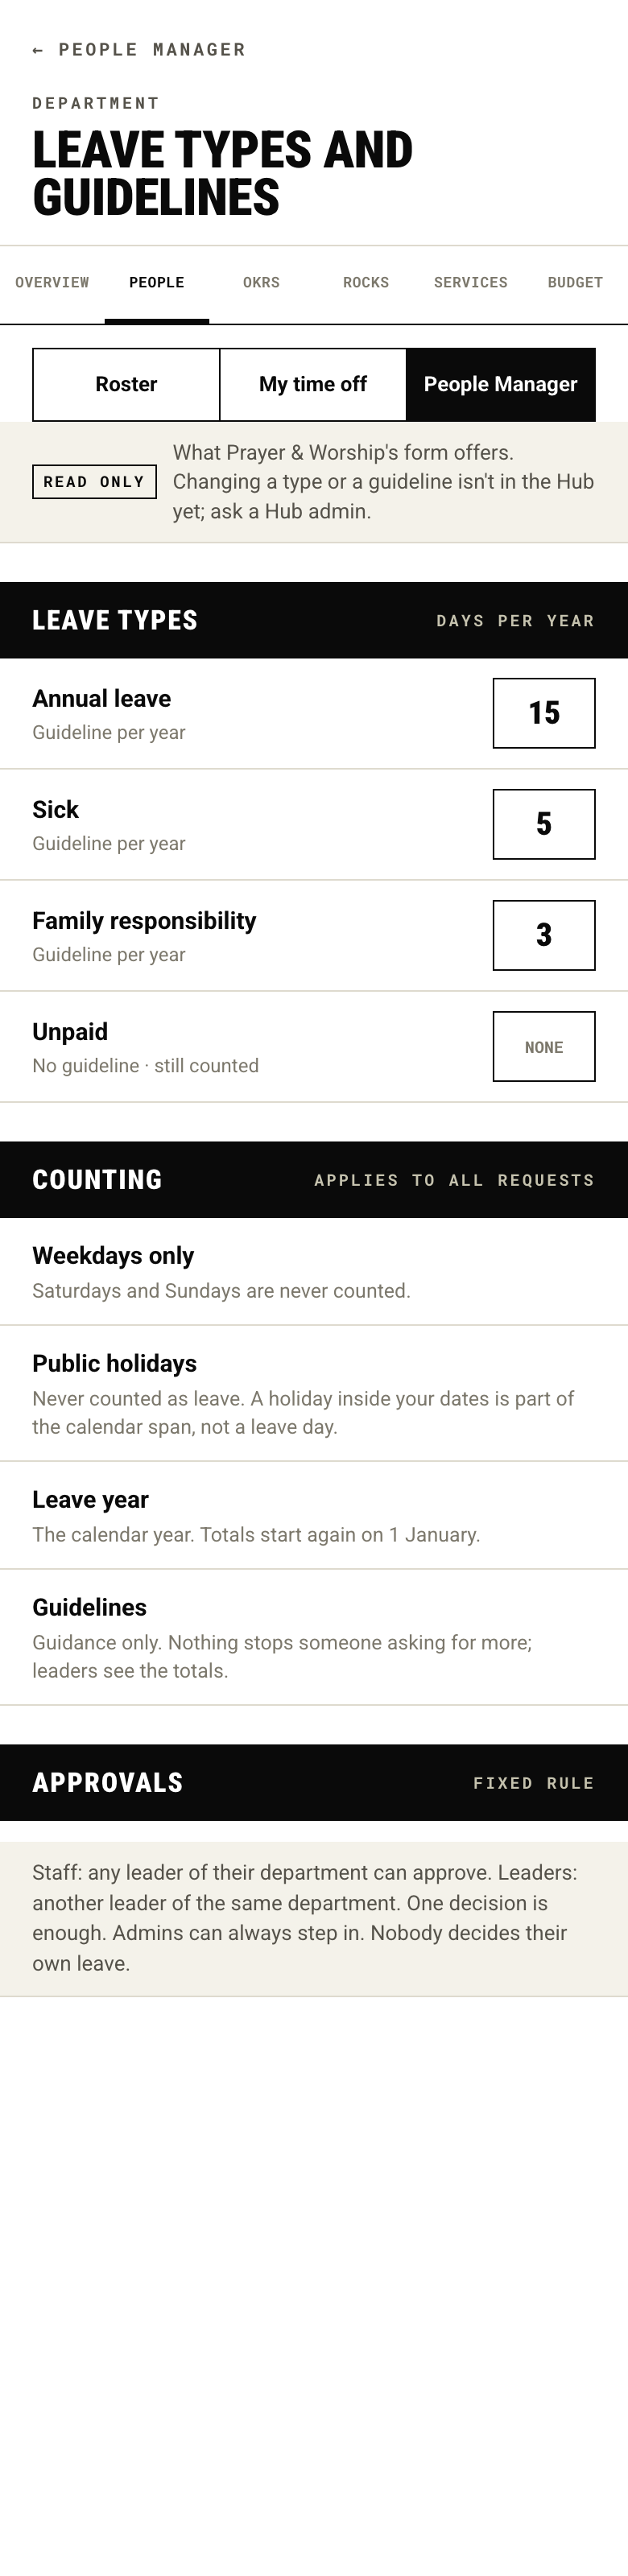 ← PEOPLE MANAGER
DEPARTMENT
LEAVE TYPES AND
GUIDELINES
OVERVIEW PEOPLE OKRS ROCKS SERVICES BUDGET
Roster My time off People Manager
READ ONLY
What Prayer & Worship's form offers.
Changing a type or a guideline isn't in the Hub
yet; ask a Hub admin.
LEAVE TYPES DAYS PER YEAR
Annual leave
Guideline per year
15
Sick
Guideline per year
5
Family responsibility
Guideline per year
3
Unpaid
No guideline · still counted
NONE
COUNTING APPLIES TO ALL REQUESTS
Weekdays only
Saturdays and Sundays are never counted.
Public holidays
Never counted as leave. A holiday inside your dates is part of
the calendar span, not a leave day.
Leave year
The calendar year. Totals start again on 1 January.
Guidelines
Guidance only. Nothing stops someone asking for more;
leaders see the totals.
APPROVALS FIXED RULE
Staff: any leader of their department can approve. Leaders:
another leader of the same department. One decision is
enough. Admins can always step in. Nobody decides their
own leave.